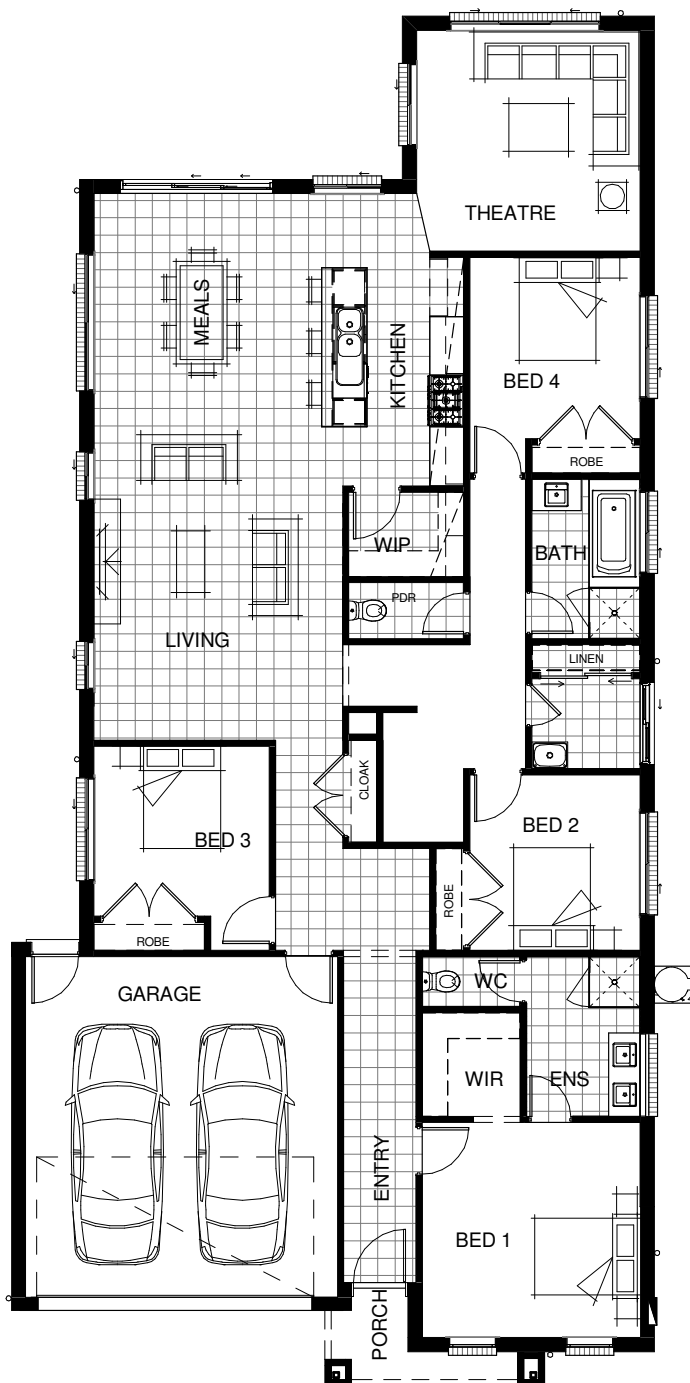 THEATRE
MEALS
KITCHEN
BED 4
ROBE
WIP
BATH
PDR
LIVING
LINEN
CLOAK
BED 3
BED 2
ROBE
ROBE
GARAGE
WC
WIR
ENS
ENTRY
BED 1
PORCH